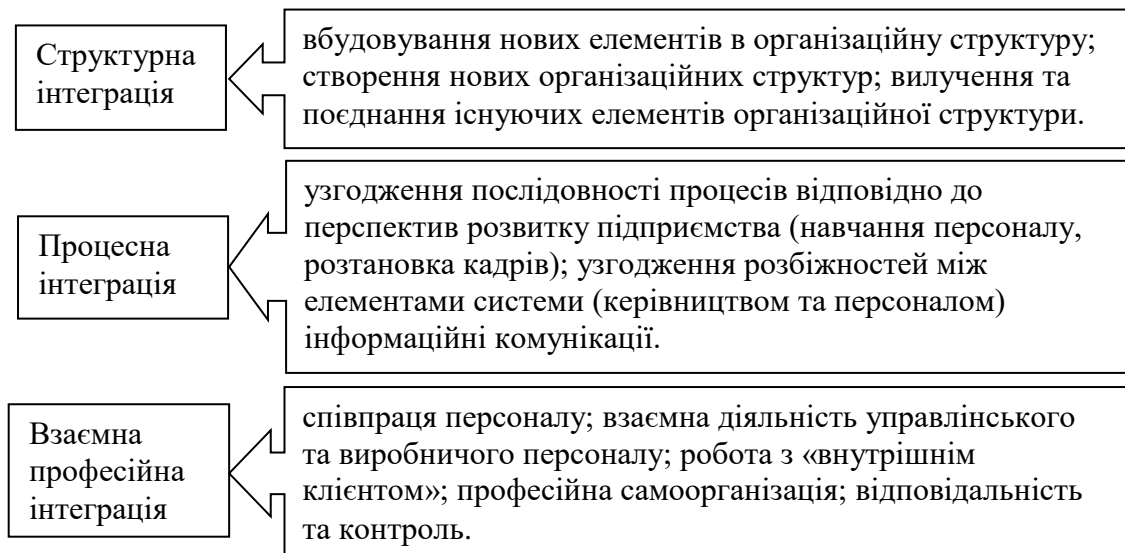 Структурна
інтеграція
вбудовування нових елементів в організаційну структуру;
створення нових організаційних структур; вилучення та
поєднання існуючих елементів організаційної структури.
Процесна
інтеграція
узгодження послідовності процесів відповідно до
перспектив розвитку підприємства (навчання персоналу,
розтановка кадрів); узгодження розбіжностей між
елементами системи (керівництвом та персоналом)
інформаційні комунікації.
Взаємна
професійна
інтеграція
співпраця персоналу; взаємна діяльність управлінського
та виробничого персоналу; робота з «внутрішнім
клієнтом»; професійна самоорганізація; відповідальність
та контроль.